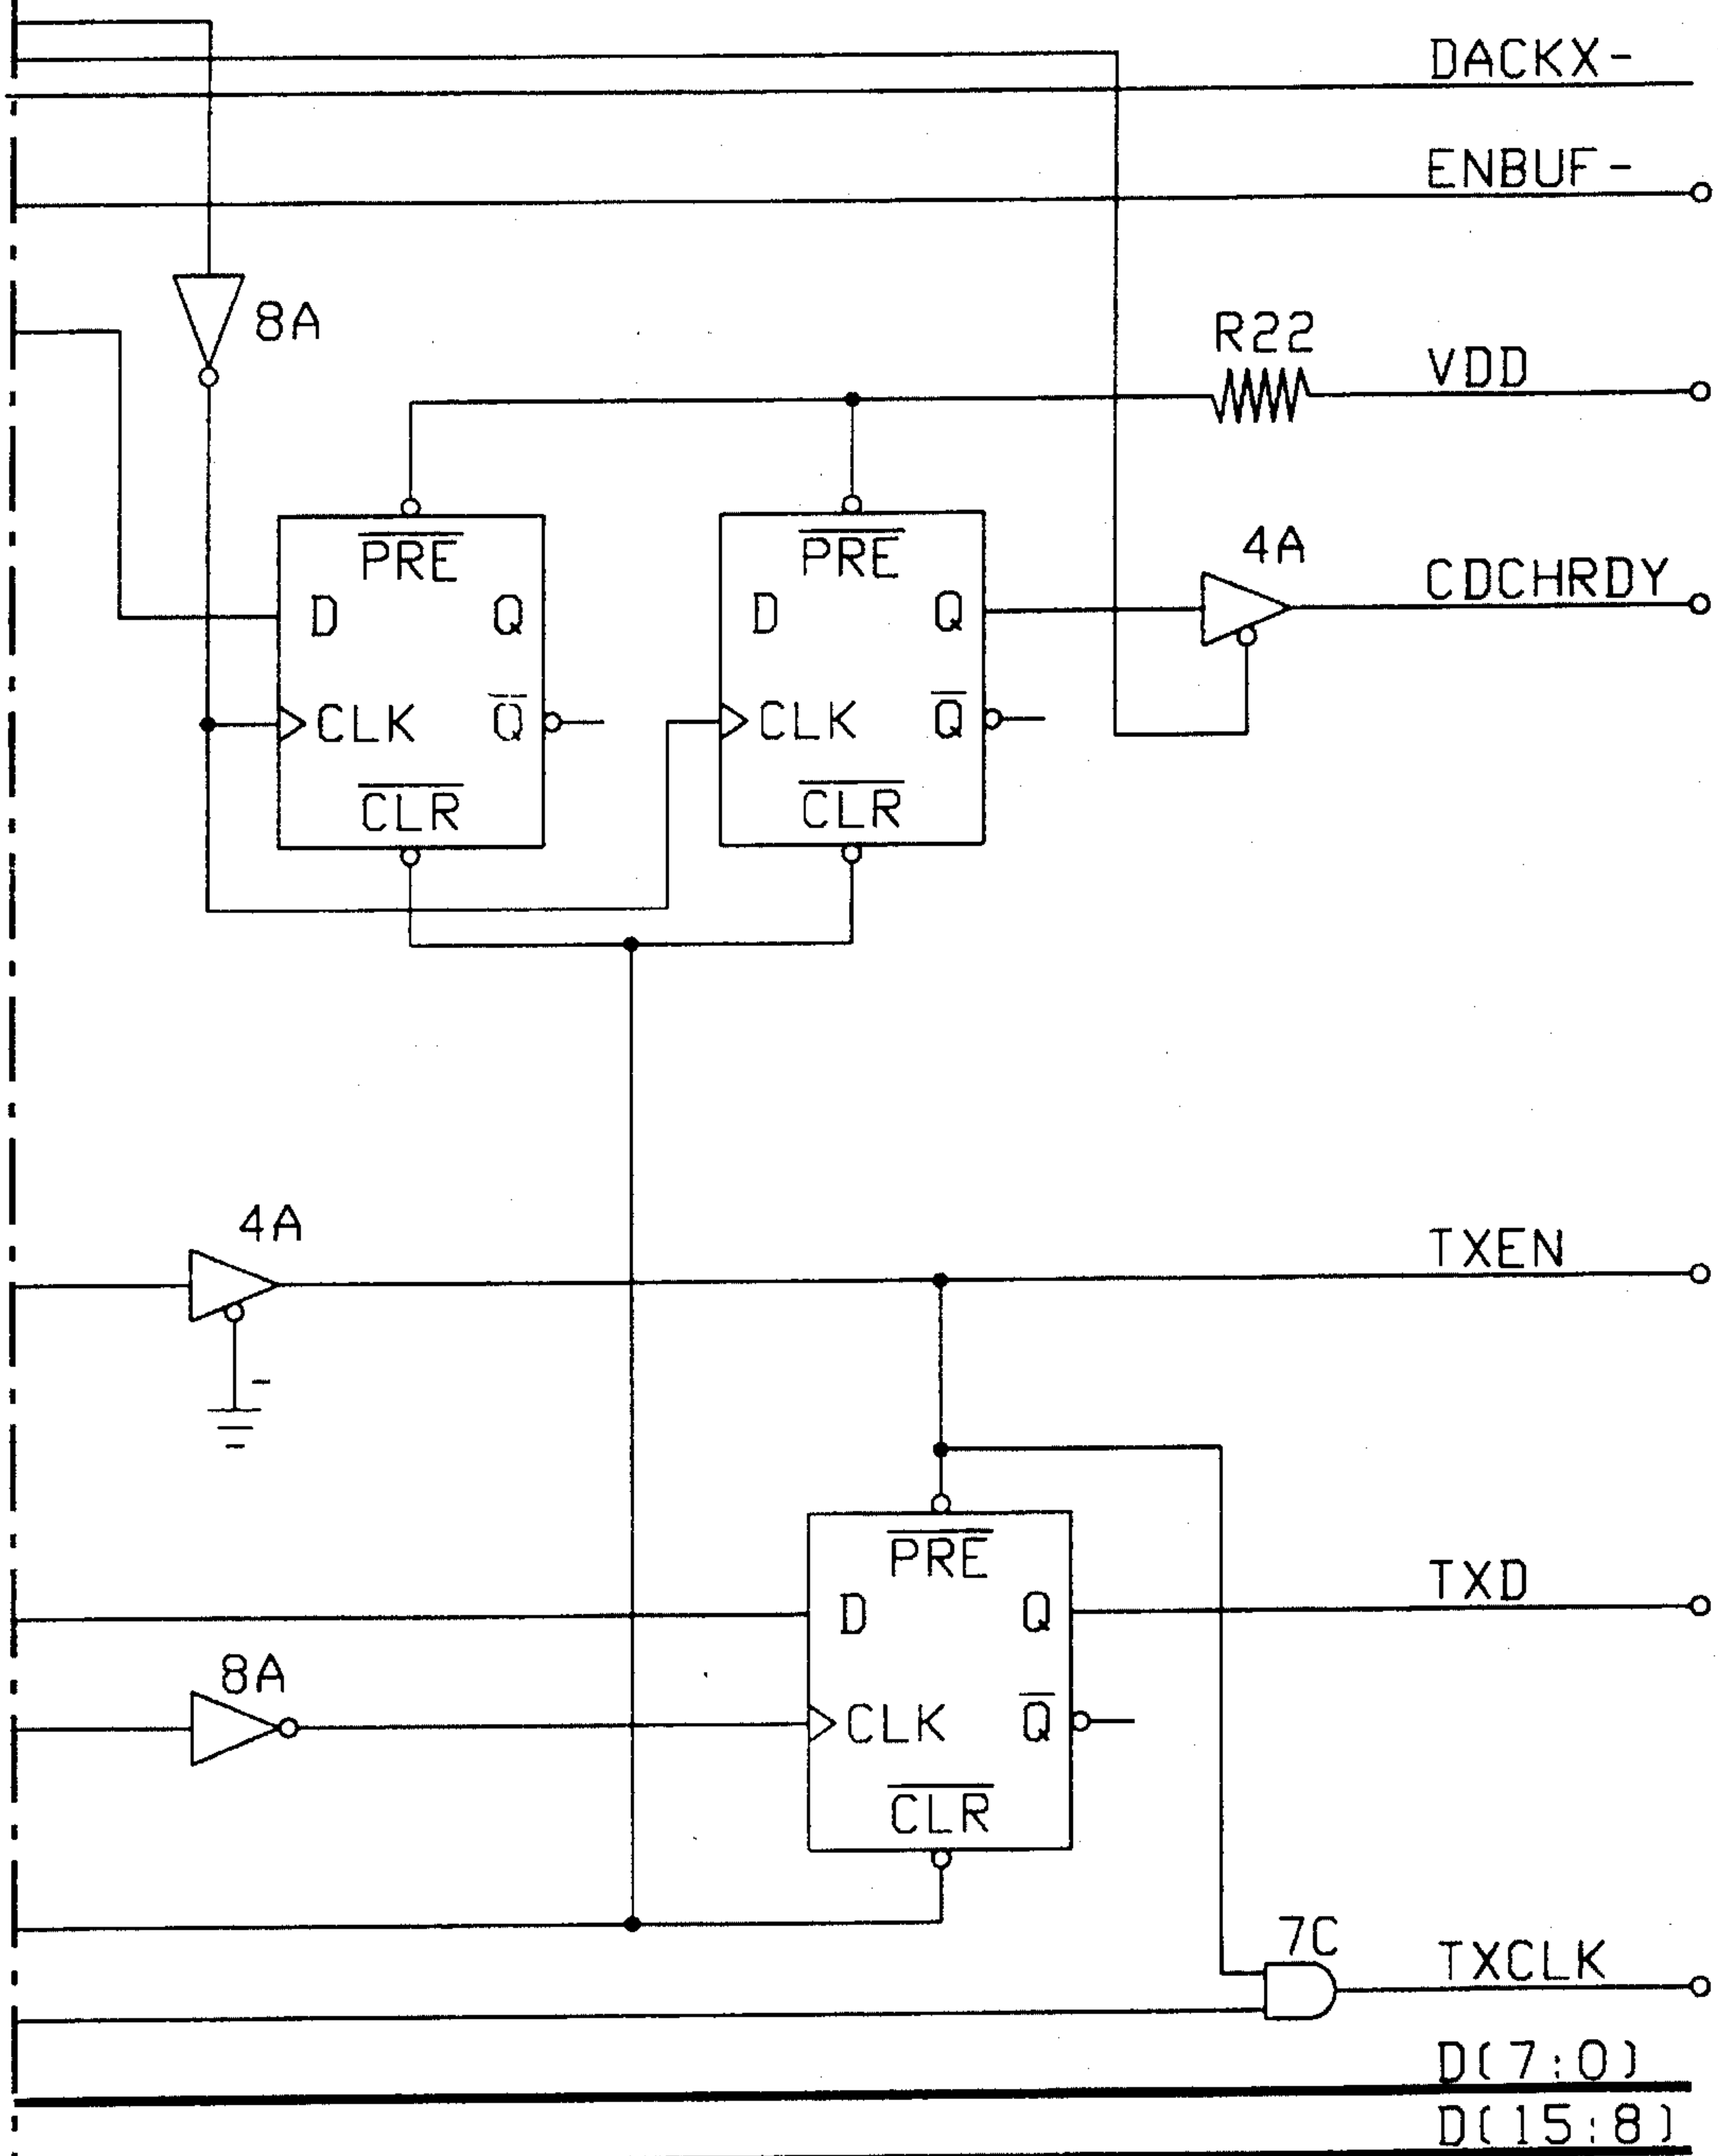 DACKX-
ENBUF-
8A
R22
VDD
PRE
PRE
4A
CDCHRDY
D Q
D Q
CLK Q
CLK Q
CLR
CLR
4A
TXEN
PRE
TXD
D Q
8A
CLK Q
CLR
7C
TXCLK
D(7:0)
D(15:8)